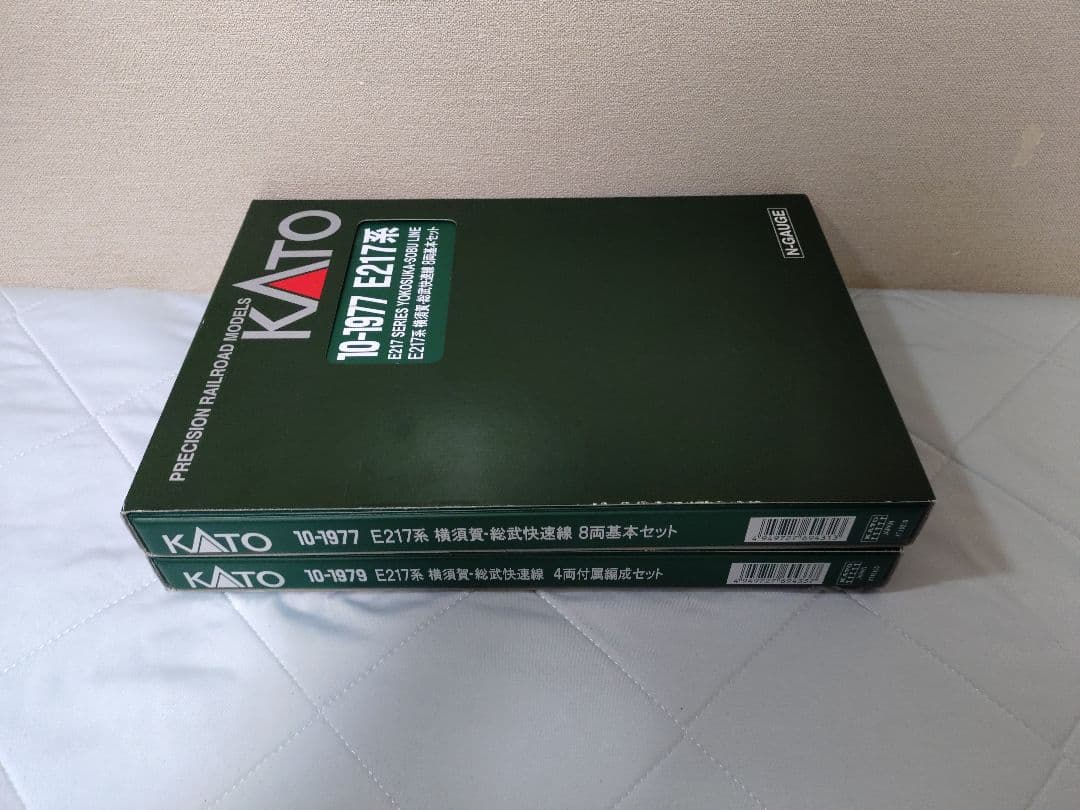 KATO
PRECISION RAILROAD MODELS
10-1977 E217系
E217 SERIES YOKOSUKA-SOBU LINE
E217系 横須賀・総武快速線 8両基本セット
N-GAUGE
KATO 10-1977 E217系 横須賀・総武快速線 8両基本セット
KATO 10-1979 E217系 横須賀・総武快速線 4両付属編成セット